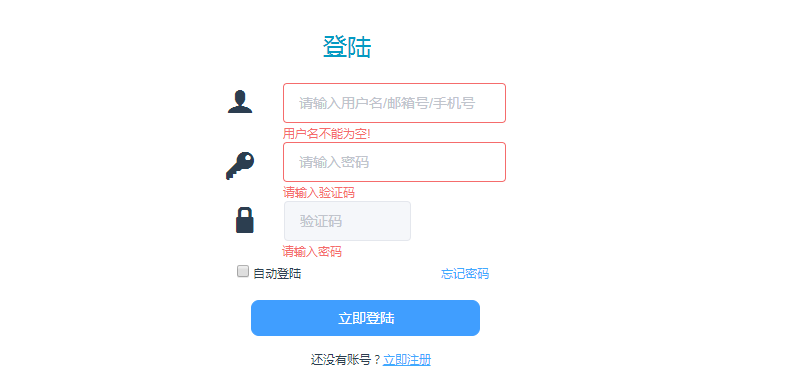 登陆
请输入用户名/邮箱号/手机号
用户名不能为空!
请输入密码
请输入验证码
验证码
请输入密码
自动登陆 忘记密码
立即登陆
还没有账号？立即注册